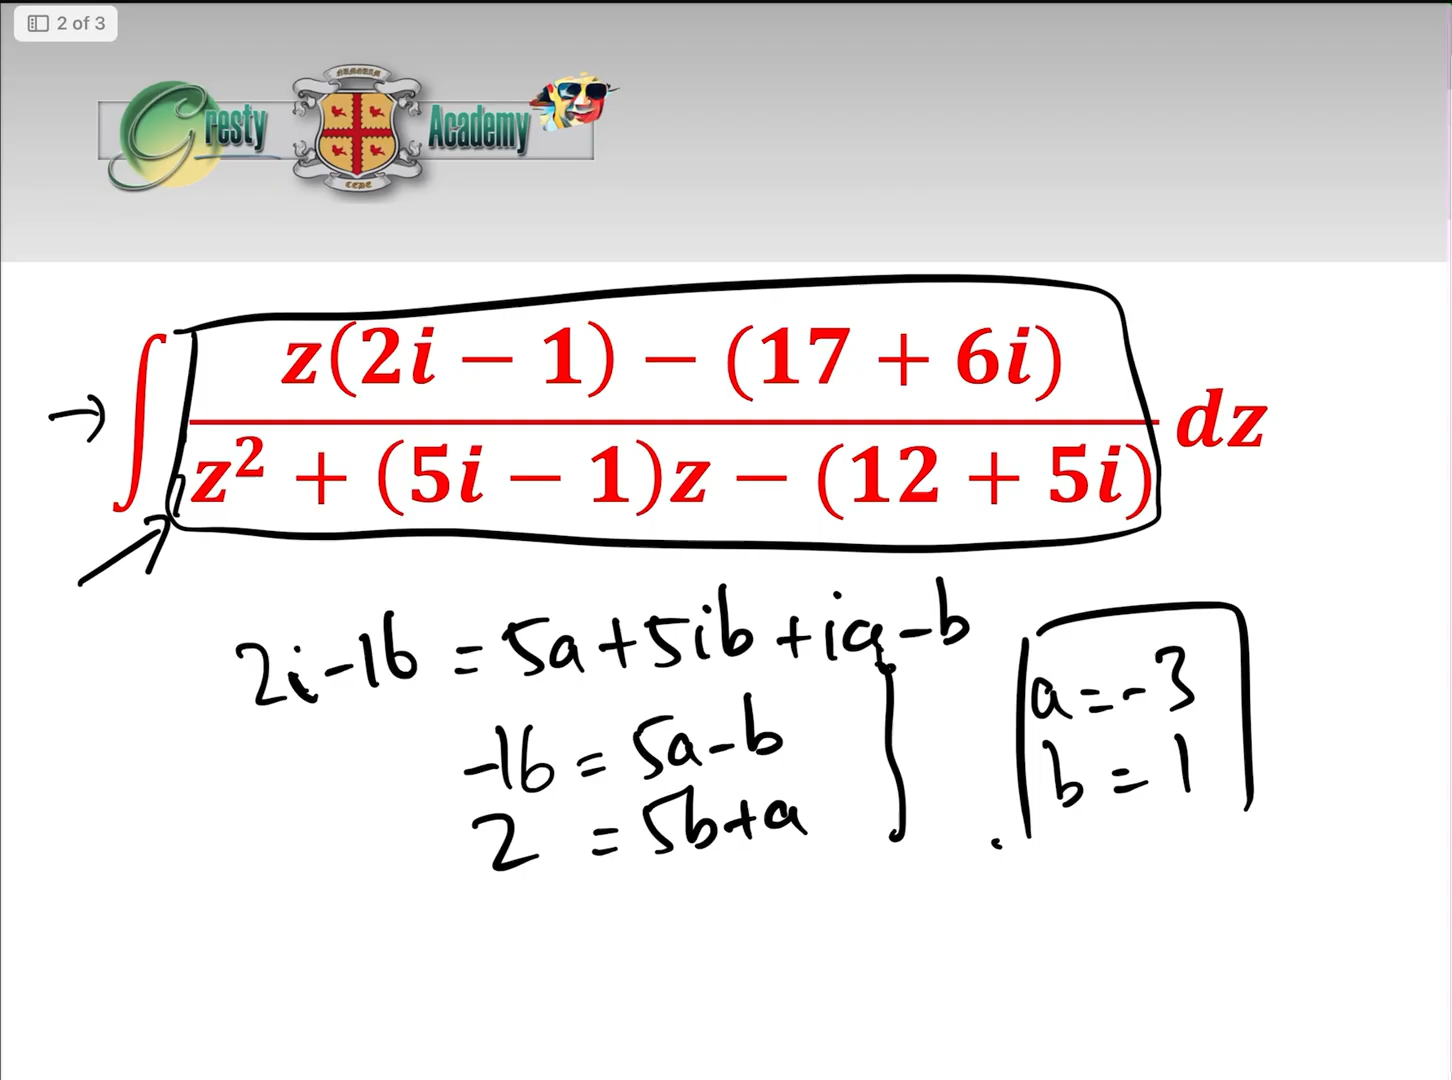 2 of 3
Gresty Academy
∫ z(2i − 1) − (17 + 6i) / z² + (5i − 1)z − (12 + 5i) dz
2i-16 = 5a+5ib+ia-b
-16 = 5a-b
2 = 5b+a
a=-3
b=1